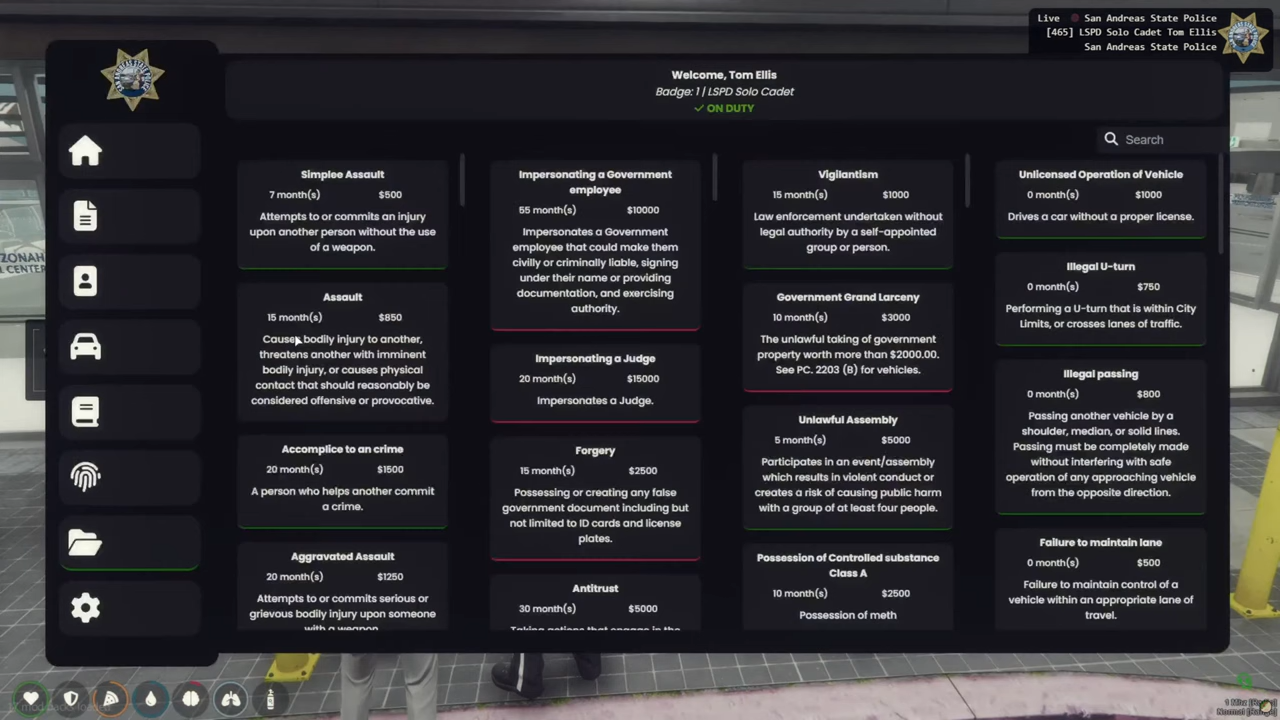 Live San Andreas State Police
[465] LSPD Solo Cadet Tom Ellis
San Andreas State Police
Welcome, Tom Ellis
Badge: 1 | LSPD Solo Cadet
✓ ON DUTY
Search
Simplee Assault
7 month(s) $500
Attempts to or commits an injury
upon another person without the use
of a weapon.
Assault
15 month(s) $850
Causes bodily injury to another,
threatens another with imminent
bodily injury, or causes physical
contact that should reasonably be
considered offensive or provocative.
Accomplice to an crime
20 month(s) $1500
A person who helps another commit
a crime.
Aggravated Assault
20 month(s) $1250
Attempts to commits serious or
grievous bodily injury upon someone
with a weapon
Impersonating a Government
employee
55 month(s) $10000
Impersonates a Government
employee that could make them
civilly or criminally liable, signing
under their name or providing
documentation, and exercising
authority.
Impersonating a Judge
20 month(s) $15000
Impersonates a Judge.
Forgery
15 month(s) $2500
Possessing or creating any false
government document including but
not limited to ID cards and license
plates.
Antitrust
30 month(s) $5000
Taking actions that engage in the
Vigilantism
15 month(s) $1000
Law enforcement undertaken without
legal authority by a self-appointed
group or person.
Government Grand Larceny
10 month(s) $3000
The unlawful taking of government
property worth more than $2000.00.
See PC. 2203 (B) for vehicles.
Unlawful Assembly
5 month(s) $5000
Participates in an event/assembly
which results in violent conduct or
creates a risk of causing public harm
with a group of at least four people.
Possession of Controlled substance
Class A
10 month(s) $2500
Possession of meth
Unlicensed Operation of Vehicle
0 month(s) $1000
Drives a car without a proper license.
Illegal U-turn
0 month(s) $750
Performing a U-turn that is within City
Limits, or crosses lanes of traffic.
Illegal passing
0 month(s) $800
Passing another vehicle by a
shoulder, median, or solid lines.
Passing must be completely made
without interfering with safe
operation of any approaching vehicle
from the opposite direction.
Failure to maintain lane
0 month(s) $500
Failure to maintain control of a
vehicle within an appropriate lane of
travel.